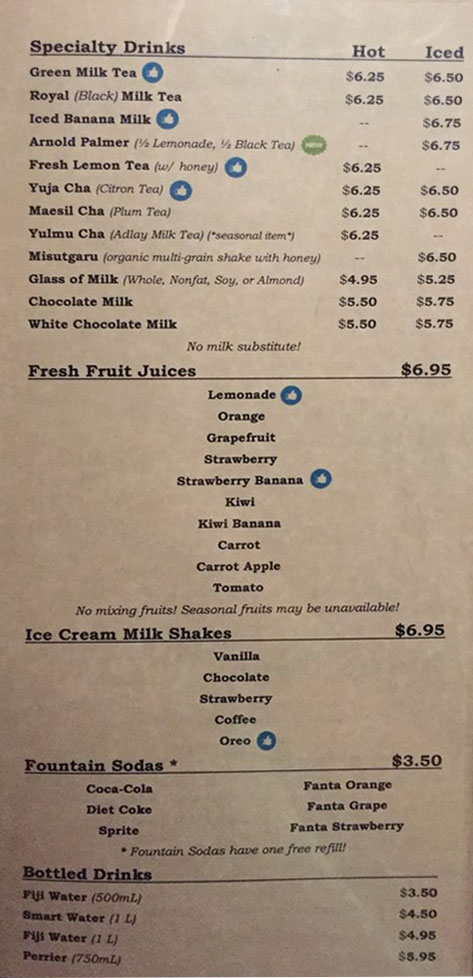 Specialty Drinks Hot Iced
Green Milk Tea $6.25 $6.50
Royal (Black) Milk Tea $6.25 $6.50
Iced Banana Milk -- $6.75
Arnold Palmer (½ Lemonade, ½ Black Tea) NEW -- $6.75
Fresh Lemon Tea (w/ honey) $6.25 --
Yuja Cha (Citron Tea) $6.25 $6.50
Maesil Cha (Plum Tea) $6.25 $6.50
Yulmu Cha (Adlay Milk Tea) (*seasonal item*) $6.25 --
Misutgaru (organic multi-grain shake with honey) -- $6.50
Glass of Milk (Whole, Nonfat, Soy, or Almond) $4.95 $5.25
Chocolate Milk $5.50 $5.75
White Chocolate Milk $5.50 $5.75
No milk substitute!
Fresh Fruit Juices $6.95
Lemonade
Orange
Grapefruit
Strawberry
Strawberry Banana
Kiwi
Kiwi Banana
Carrot
Carrot Apple
Tomato
No mixing fruits! Seasonal fruits may be unavailable!
Ice Cream Milk Shakes $6.95
Vanilla
Chocolate
Strawberry
Coffee
Oreo
Fountain Sodas * $3.50
Coca-Cola Fanta Orange
Diet Coke Fanta Grape
Sprite Fanta Strawberry
* Fountain Sodas have one free refill!
Bottled Drinks
Fiji Water (500mL) $3.50
Smart Water (1 L) $4.50
Fiji Water (1 L) $4.95
Perrier (750mL) $5.95